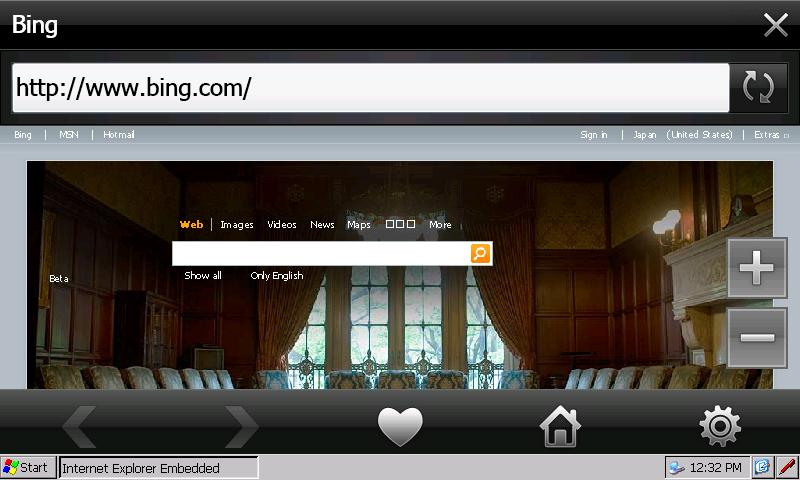 Bing
http://www.bing.com/
Bing | MSN | Hotmail Sign in | Japan (United States) | Extras
Web | Images Videos News Maps □□□ More
Show all Only English
Beta
Start Internet Explorer Embedded 12:32 PM